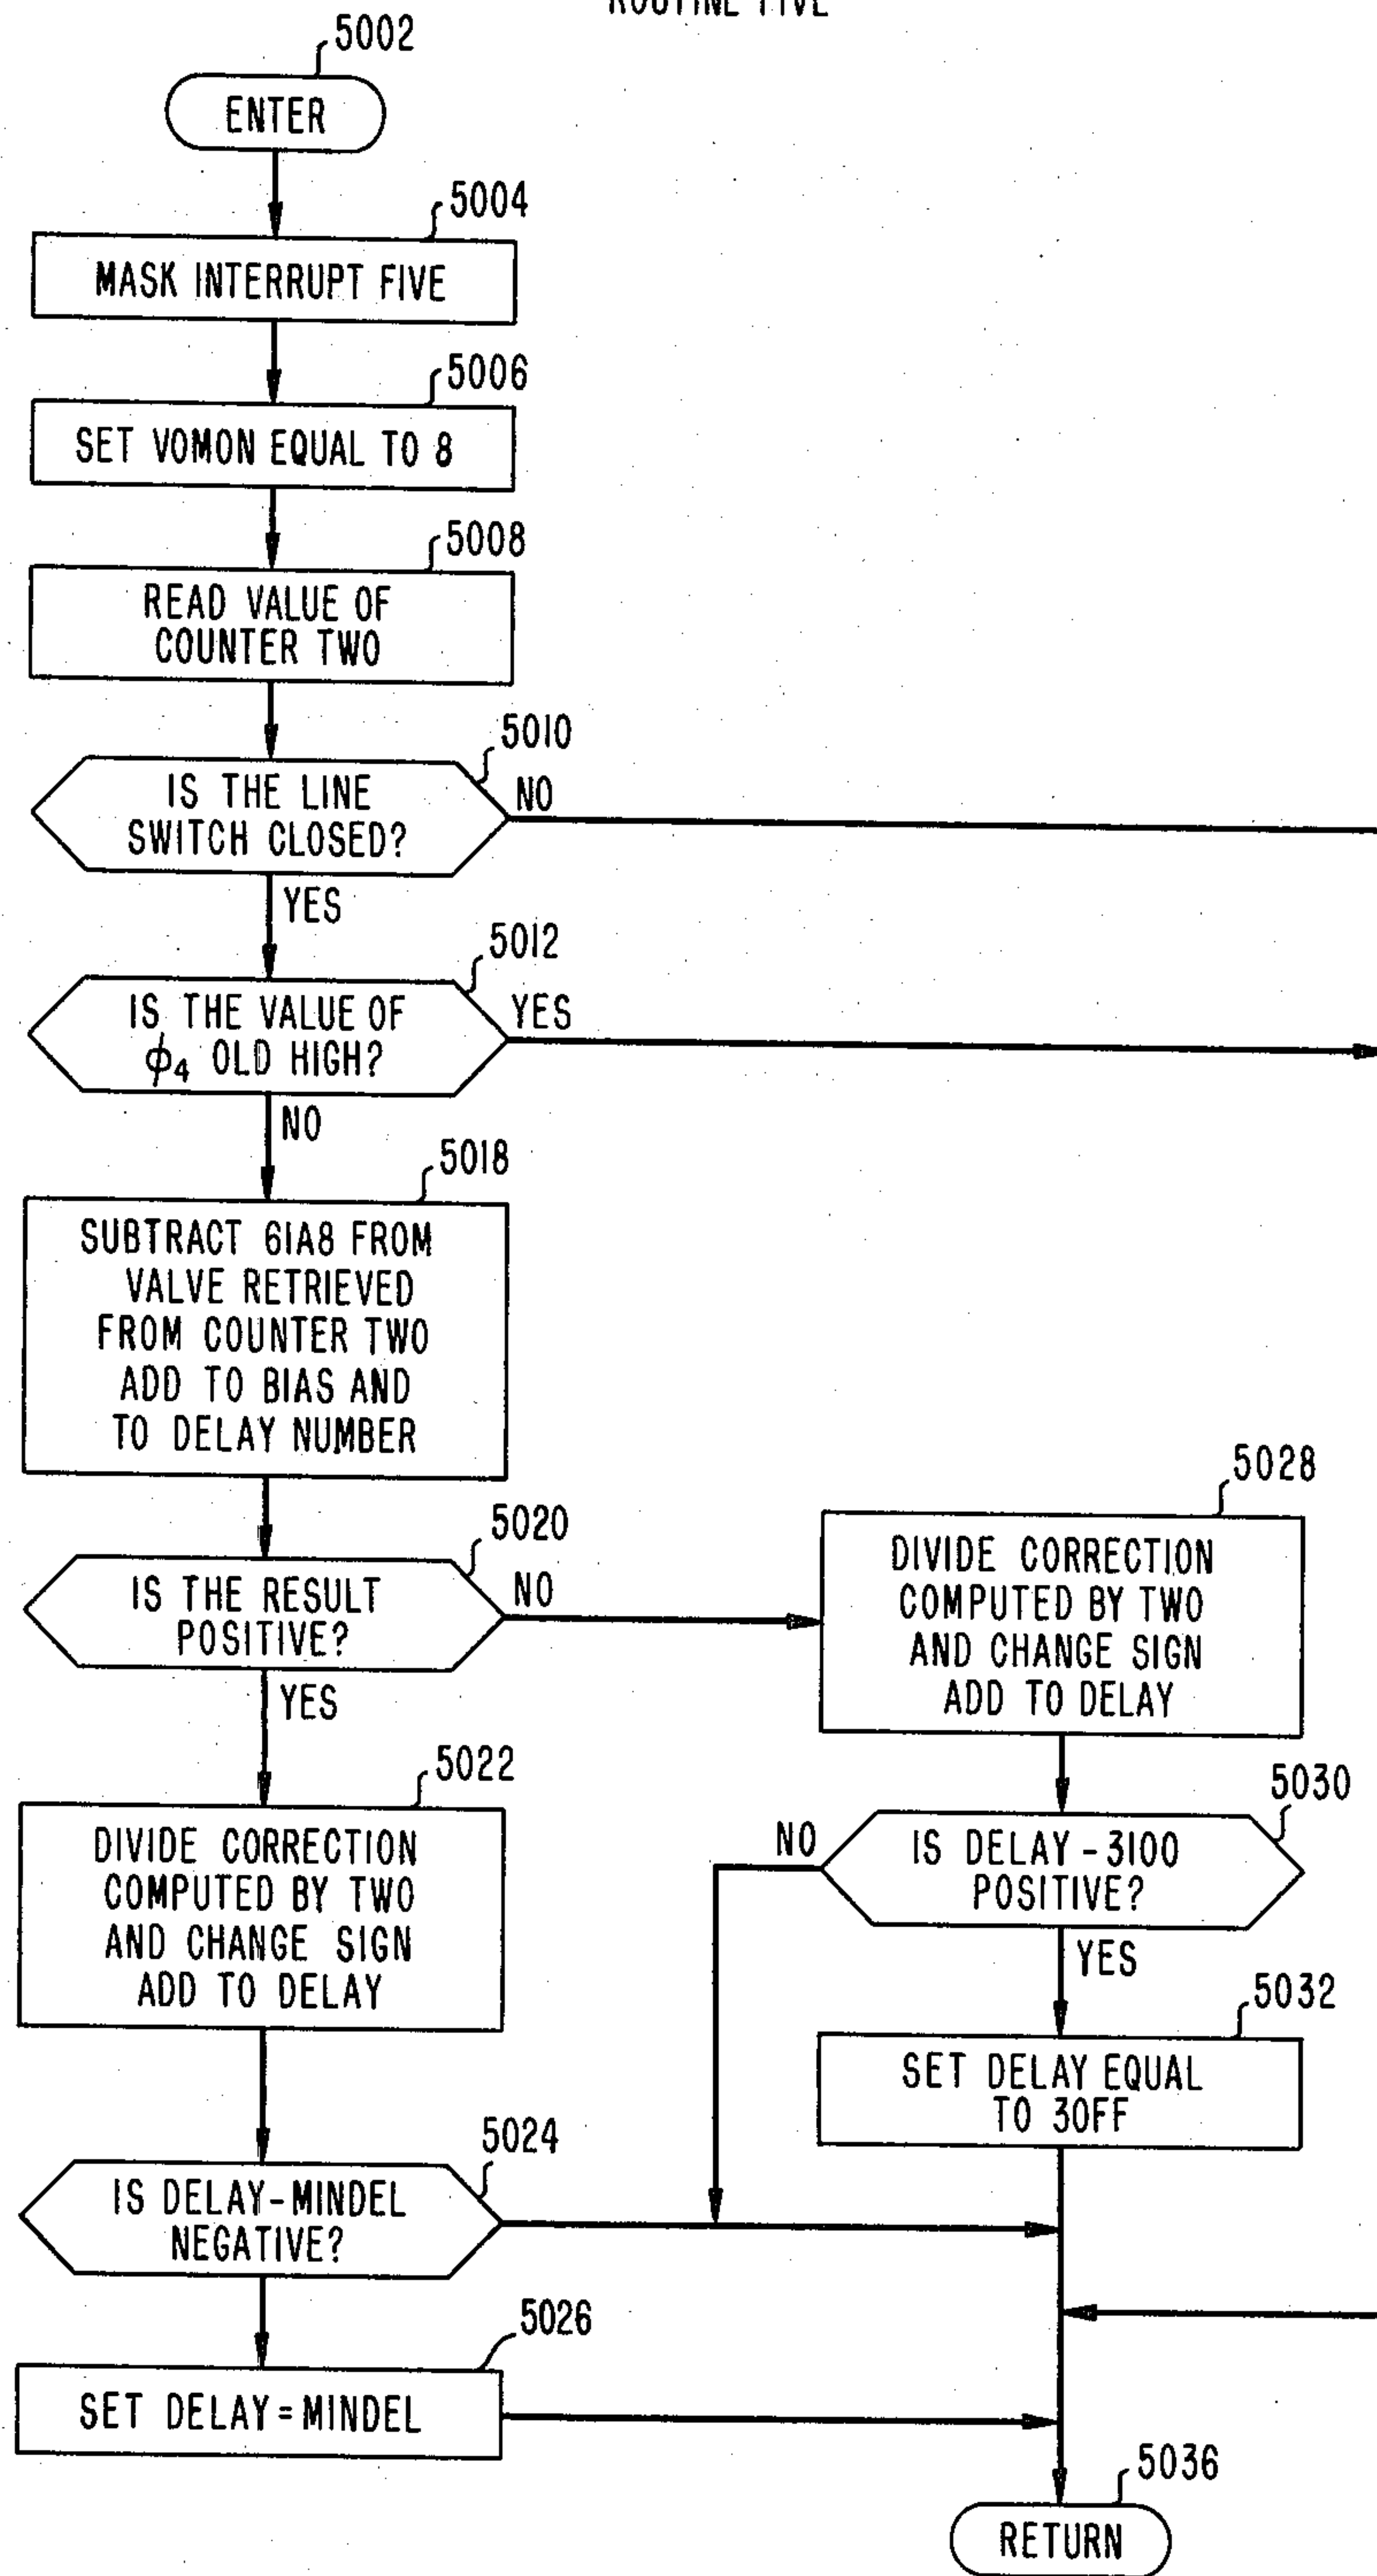 ROUTINE FIVE
5002
ENTER
5004
MASK INTERRUPT FIVE
5006
SET VOMON EQUAL TO 8
5008
READ VALUE OF
COUNTER TWO
5010
IS THE LINE
SWITCH CLOSED?
NO
YES
5012
IS THE VALUE OF
ϕ4 OLD HIGH?
YES
NO
5018
SUBTRACT 61A8 FROM
VALVE RETRIEVED
FROM COUNTER TWO
ADD TO BIAS AND
TO DELAY NUMBER
5020
IS THE RESULT
POSITIVE?
NO
YES
5028
DIVIDE CORRECTION
COMPUTED BY TWO
AND CHANGE SIGN
ADD TO DELAY
5022
DIVIDE CORRECTION
COMPUTED BY TWO
AND CHANGE SIGN
ADD TO DELAY
5030
IS DELAY-3100
POSITIVE?
NO
YES
5032
SET DELAY EQUAL
TO 30FF
5024
IS DELAY-MINDEL
NEGATIVE?
5026
SET DELAY=MINDEL
5036
RETURN